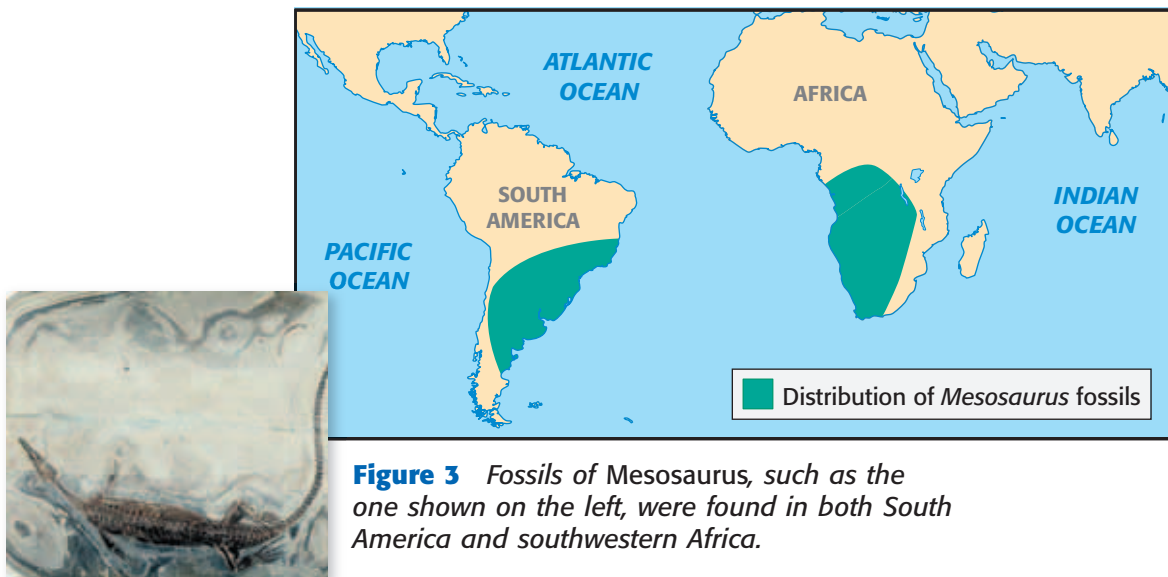 ATLANTIC
OCEAN
AFRICA
SOUTH
AMERICA
INDIAN
OCEAN
PACIFIC
OCEAN
Distribution of Mesosaurus fossils
Figure 3 Fossils of Mesosaurus, such as the
one shown on the left, were found in both South
America and southwestern Africa.